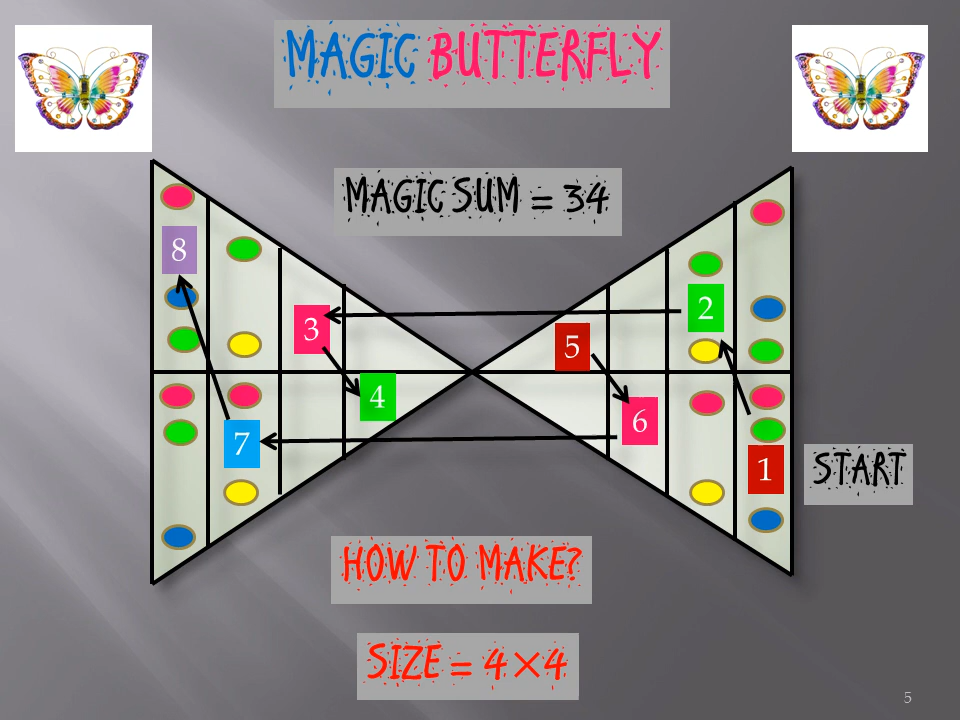 MAGIC BUTTERFLY
MAGIC SUM = 34
8
2
3
5
4
6
7
1
START
HOW TO MAKE?
SIZE = 4×4
5